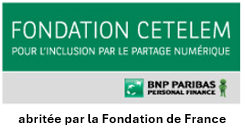 FONDATION CETELEM
POUR L'INCLUSION PAR LE PARTAGE NUMÉRIQUE
BNP PARIBAS
PERSONAL FINANCE
abritée par la Fondation de France